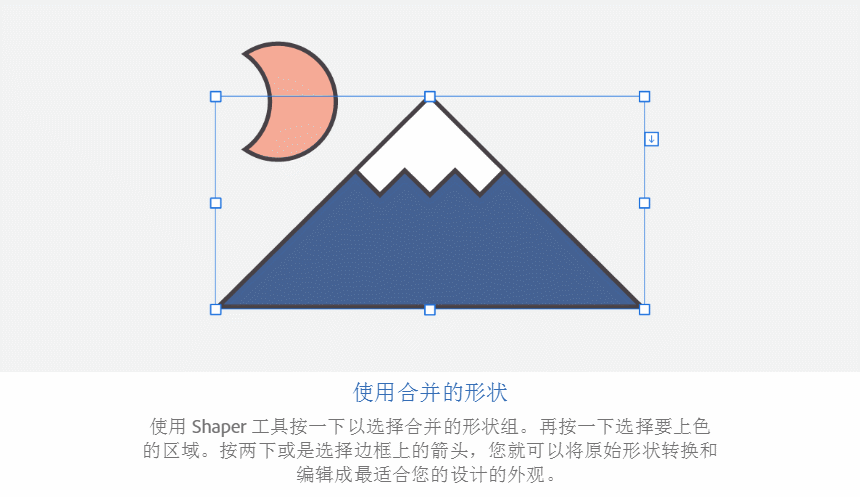 使用合并的形状
使用 Shaper 工具按一下以选择合并的形状组。再按一下选择要上色
的区域。按两下或是选择边框上的箭头，您就可以将原始形状转换和
编辑成最适合您的设计的外观。